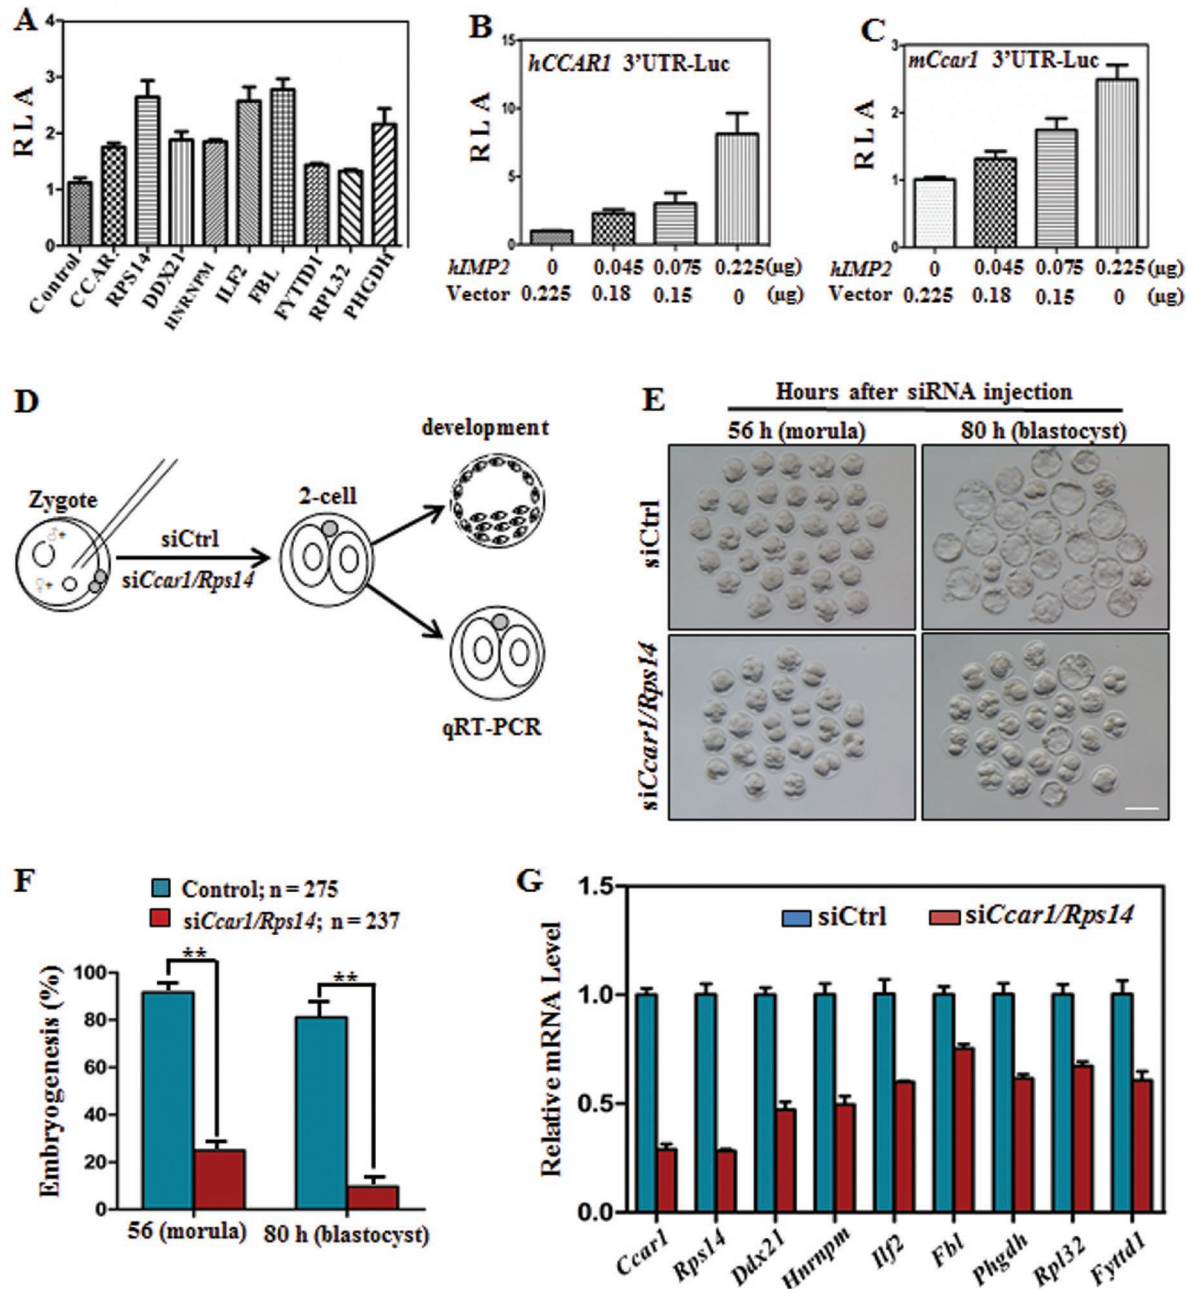 A
4
3
2
1
0
R L A
Control
CCAR1
RPS14
DDX21
HNRNPM
ILF2
FBL
FYTTD1
RPL32
PHGDH
B
15
10
5
0
R L A
hCCAR1 3’UTR-Luc
hIMP2 0 0.045 0.075 0.225(µg)
Vector 0.225 0.18 0.15 0 (µg)
C
3
2
1
0
R L A
mCcar1 3’UTR-Luc
hIMP2 0 0.045 0.075 0.225(µg)
Vector 0.225 0.18 0.15 0 (µg)
D
Zygote
siCtrl
siCcar1/Rps14
2-cell
development
qRT-PCR
E
Hours after siRNA injection
56 h (morula) 80 h (blastocyst)
siCtrl
siCcar1/Rps14
F
Control; n = 275
siCcar1/Rps14; n = 237
Embryogenesis (%)
100
80
60
40
20
0
**
**
56 (morula) 80 h (blastocyst)
G
siCtrl siCcar1/Rps14
Relative mRNA Level
1.5
1.0
0.5
0.0
Ccar1
Rps14
Ddx21
Hnrnpm
Ilf2
Fbl
Phgdh
Rpl32
Fyttd1